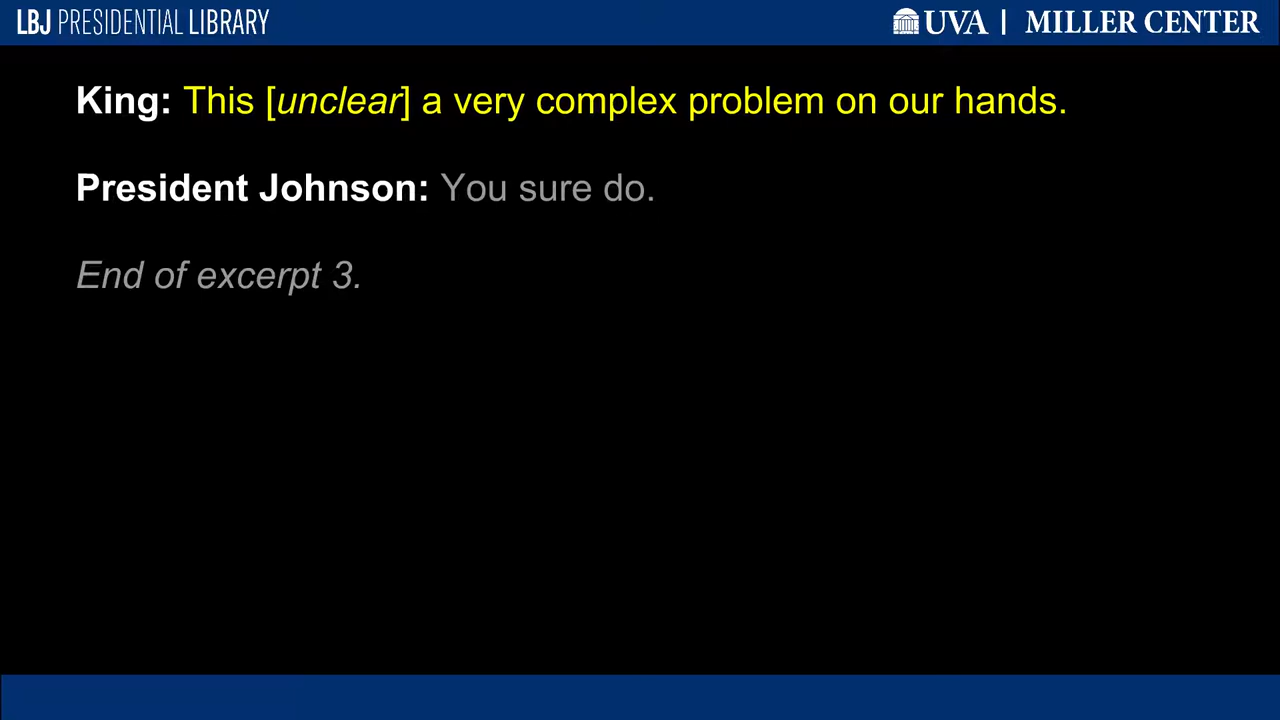 LBJ PRESIDENTIAL LIBRARY
UVA | MILLER CENTER
King: This [unclear] a very complex problem on our hands.
President Johnson: You sure do.
End of excerpt 3.